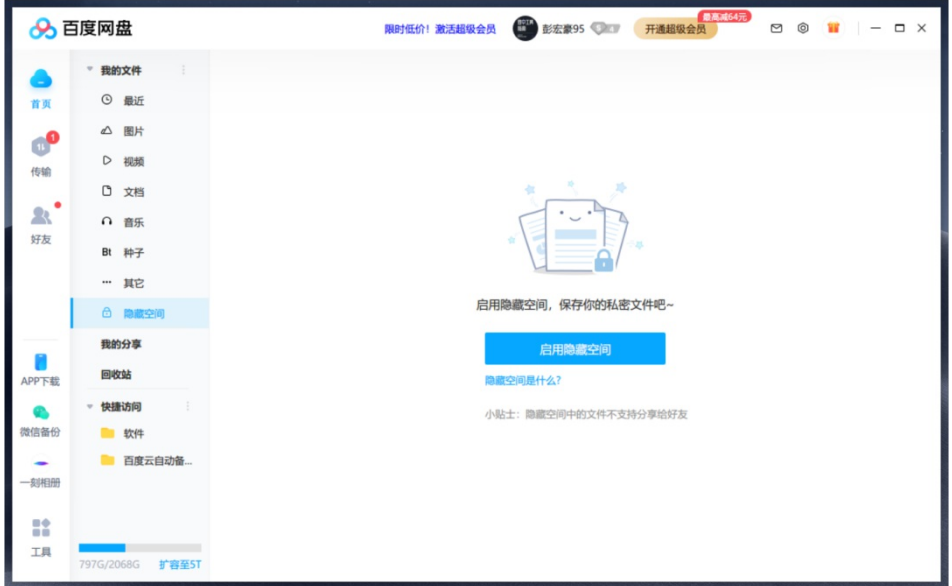 百度网盘
限时低价！激活超级会员
彭宏豪95
开通超级会员
最高减64元
首页
1
传输
好友
APP下载
微信备份
一刻相册
工具
我的文件
最近
图片
视频
文档
音乐
Bt 种子
其它
隐藏空间
我的分享
回收站
快捷访问
软件
百度云自动备...
797G/2068G 扩容至5T
启用隐藏空间，保存你的私密文件吧~
启用隐藏空间
隐藏空间是什么?
小贴士：隐藏空间中的文件不支持分享给好友